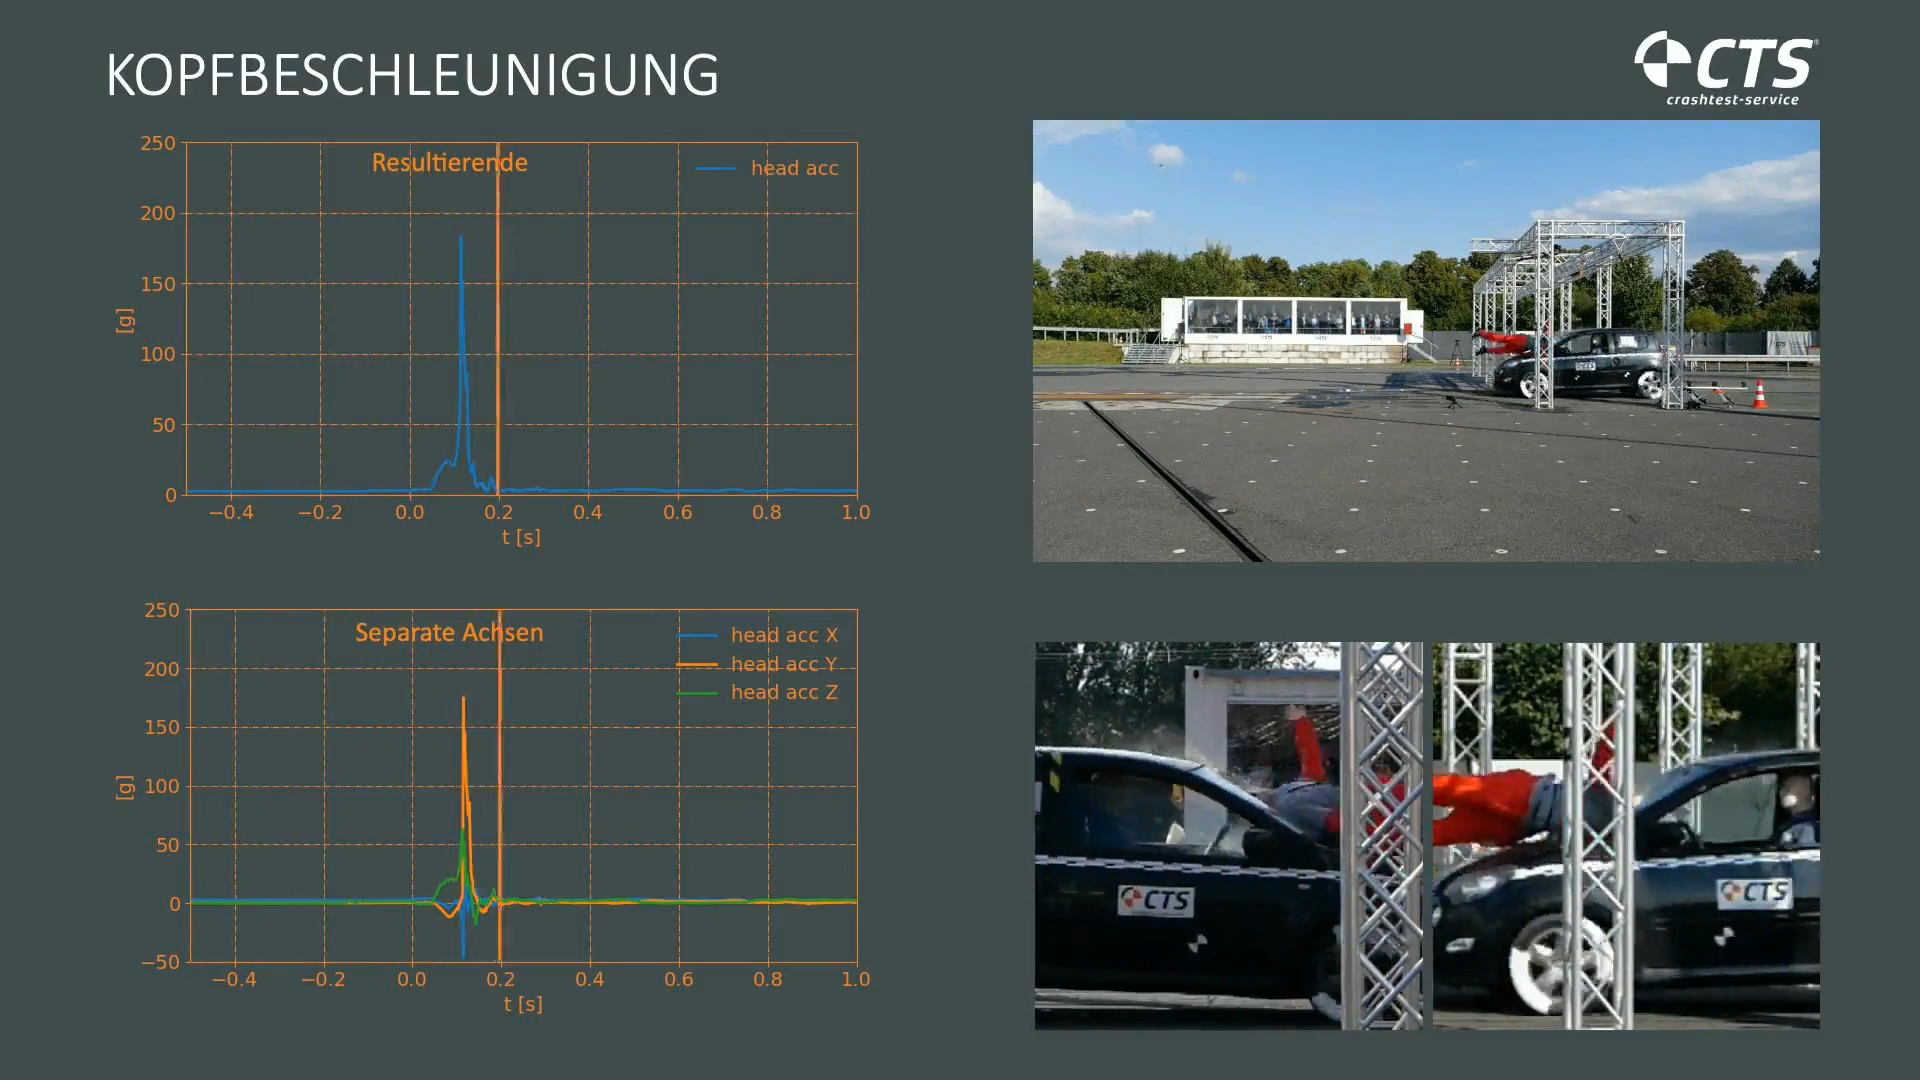 KOPFBESCHLEUNIGUNG
CTS
crashtest-service
250
Resultierende
head acc
200
150
[g]
100
50
0
−0.4 −0.2 0.0 0.2 0.4 0.6 0.8 1.0
t [s]
250
Separate Achsen
head acc X
head acc Y
200
head acc Z
150
[g]
100
50
0
−50
−0.4 −0.2 0.0 0.2 0.4 0.6 0.8 1.0
t [s]
CTS
CTS
CTS